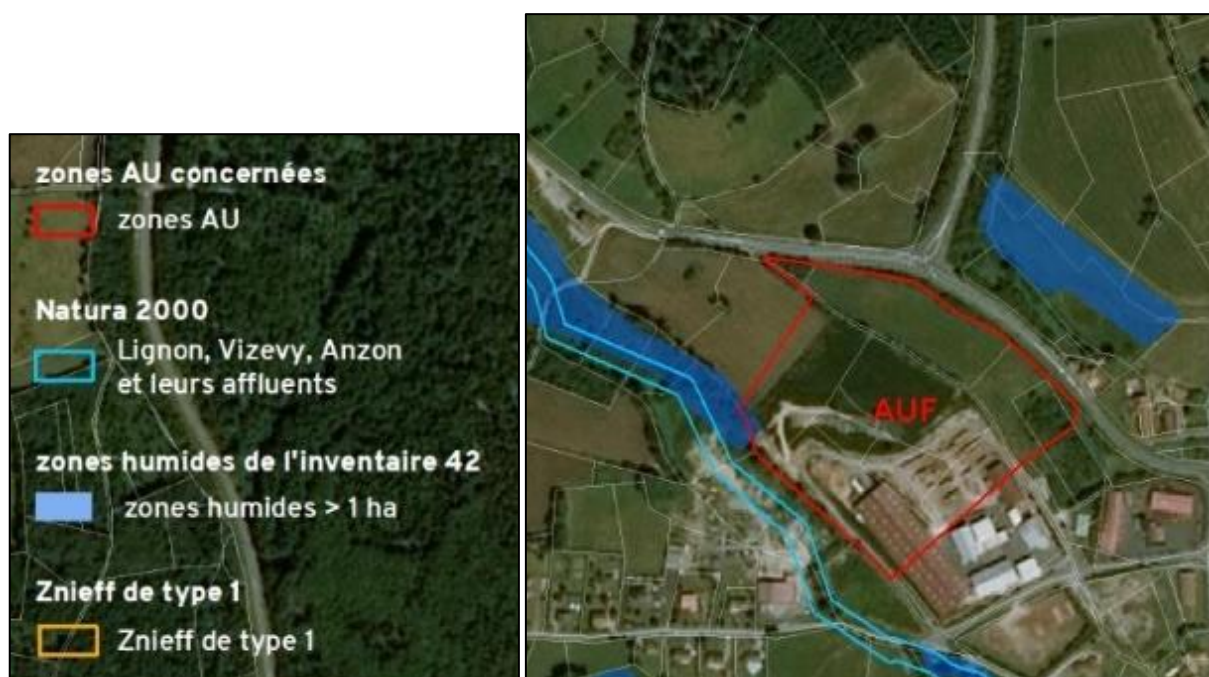 zones AU concernées
zones AU
Natura 2000
Lignon, Vizevy, Anzon
et leurs affluents
zones humides de l'inventaire 42
zones humides > 1 ha
Znieff de type 1
Znieff de type 1
AUF